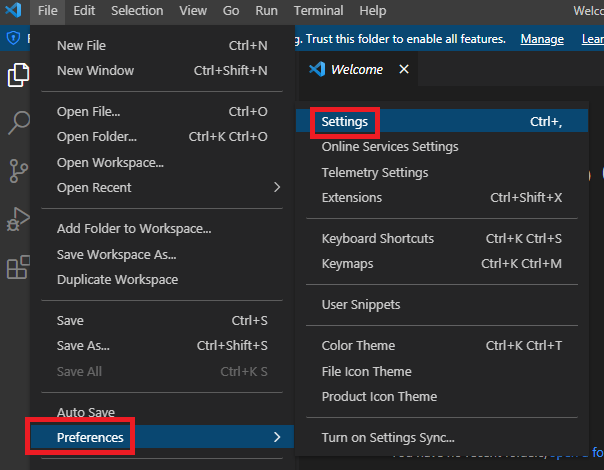 File Edit Selection View Go Run Terminal Help Welco
g. Trust this folder to enable all features. Manage Lear
Welcome
New File Ctrl+N
New Window Ctrl+Shift+N
Open File... Ctrl+O
Open Folder... Ctrl+K Ctrl+O
Open Workspace...
Open Recent
Add Folder to Workspace...
Save Workspace As...
Duplicate Workspace
Save Ctrl+S
Save As... Ctrl+Shift+S
Save All Ctrl+K S
Auto Save
Preferences
Settings Ctrl+,
Online Services Settings
Telemetry Settings
Extensions Ctrl+Shift+X
Keyboard Shortcuts Ctrl+K Ctrl+S
Keymaps Ctrl+K Ctrl+M
User Snippets
Color Theme Ctrl+K Ctrl+T
File Icon Theme
Product Icon Theme
Turn on Settings Sync...